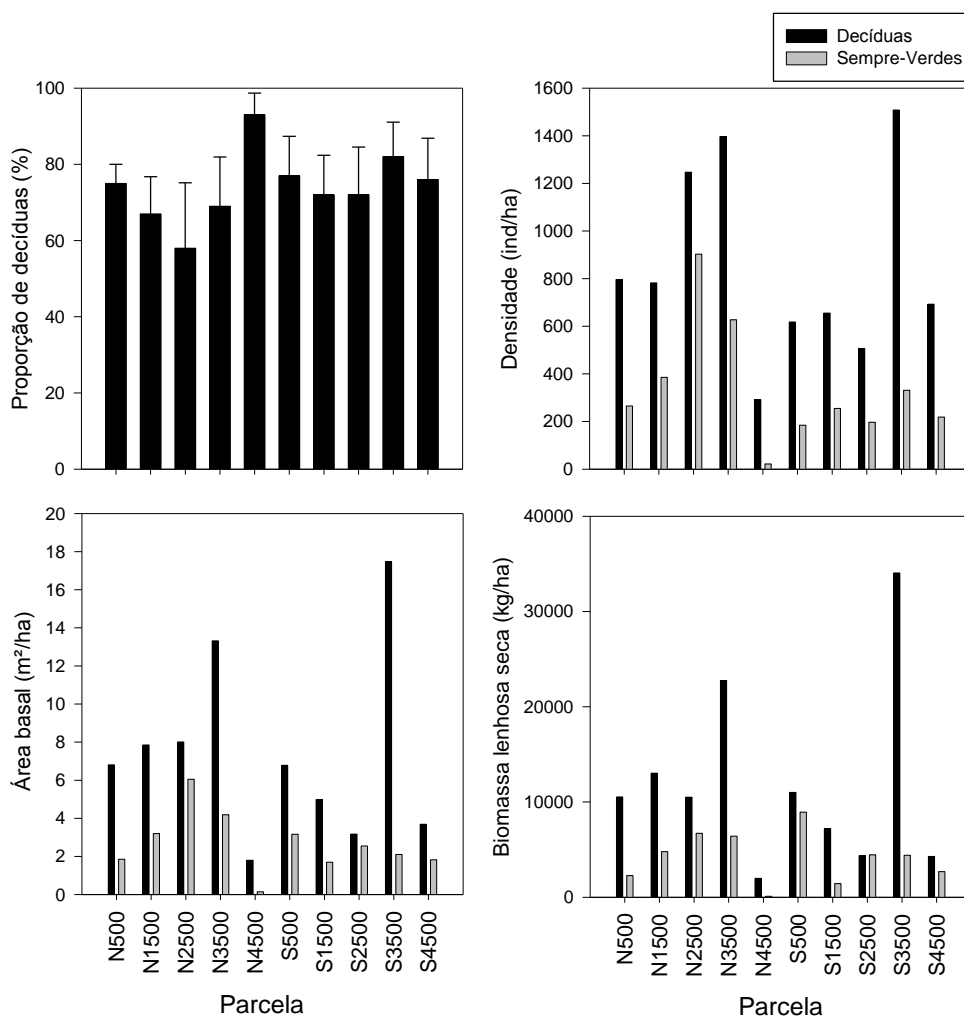 Decíduas
Sempre-Verdes
Proporção de decíduas (%)
100
80
60
40
20
0
Densidade (ind/ha)
1600
1400
1200
1000
800
600
400
200
0
Área basal (m²/ha)
20
18
16
14
12
10
8
6
4
2
0
N500
N1500
N2500
N3500
N4500
S500
S1500
S2500
S3500
S4500
Parcela
Biomassa lenhosa seca (kg/ha)
40000
30000
20000
10000
0
N500
N1500
N2500
N3500
N4500
S500
S1500
S2500
S3500
S4500
Parcela